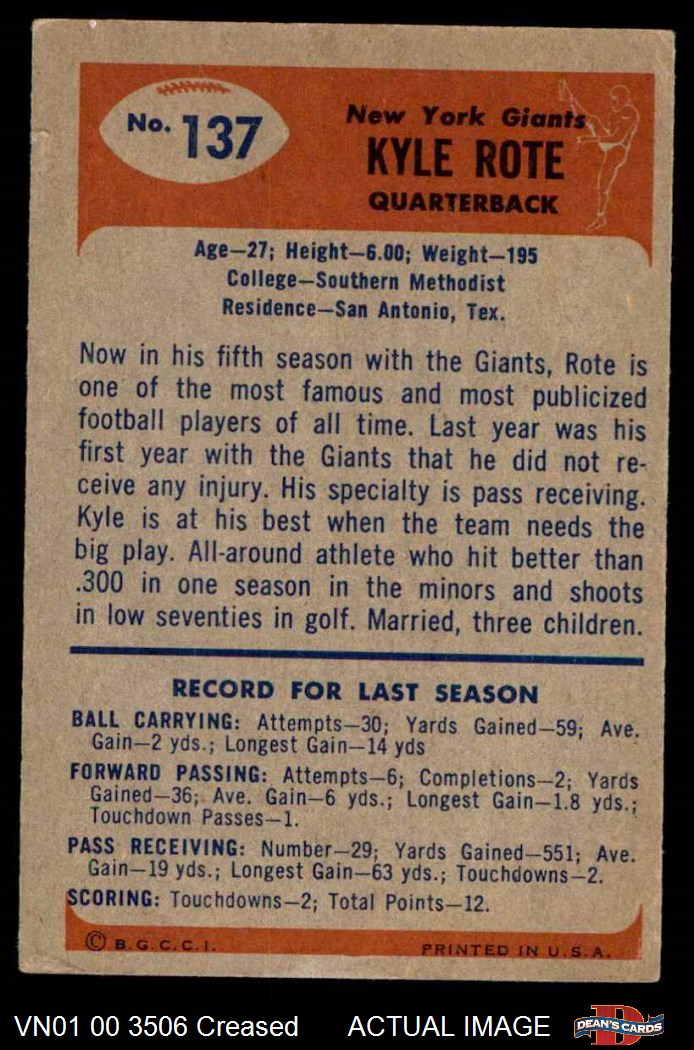 No. 137
New York Giants
KYLE ROTE
QUARTERBACK
Age—27; Height—6.00; Weight—195
College—Southern Methodist
Residence—San Antonio, Tex.
Now in his fifth season with the Giants, Rote is
one of the most famous and most publicized
football players of all time. Last year was his
first year with the Giants that he did not re-
ceive any injury. His specialty is pass receiving.
Kyle is at his best when the team needs the
big play. All-around athlete who hit better than
.300 in one season in the minors and shoots
in low seventies in golf. Married, three children.
RECORD FOR LAST SEASON
BALL CARRYING: Attempts—30; Yards Gained—59; Ave.
Gain—2 yds.; Longest Gain—14 yds
FORWARD PASSING: Attempts—6; Completions—2; Yards
Gained—36; Ave. Gain—6 yds.; Longest Gain—1.8 yds.;
Touchdown Passes—1.
PASS RECEIVING: Number—29; Yards Gained—551; Ave.
Gain—19 yds.; Longest Gain—63 yds.; Touchdowns—2.
SCORING: Touchdowns—2; Total Points—12.
© B.G.C.C.I. PRINTED IN U.S.A.
VN01 00 3506 Creased ACTUAL IMAGE DEAN'S CARDS